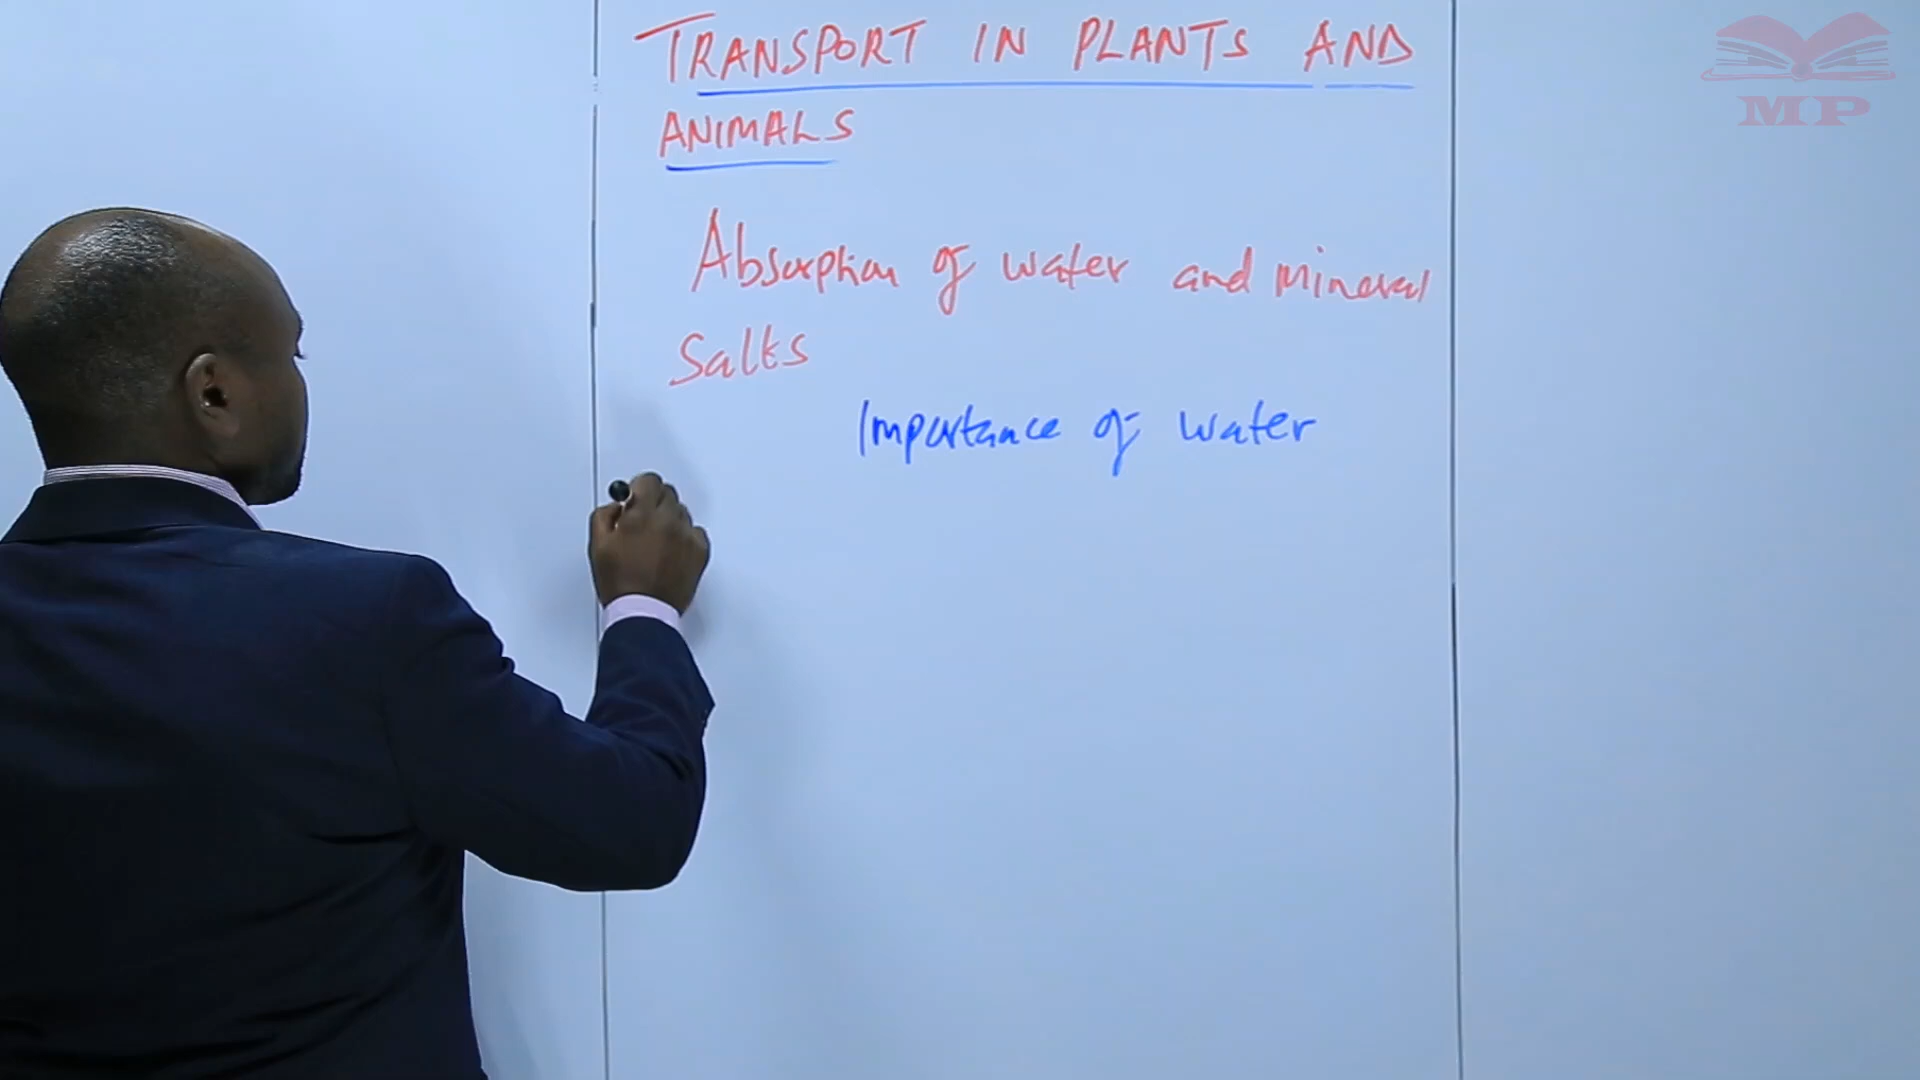 TRANSPORT IN PLANTS AND
ANIMALS
Absorption of water and mineral
Salts
Importance of water
MP